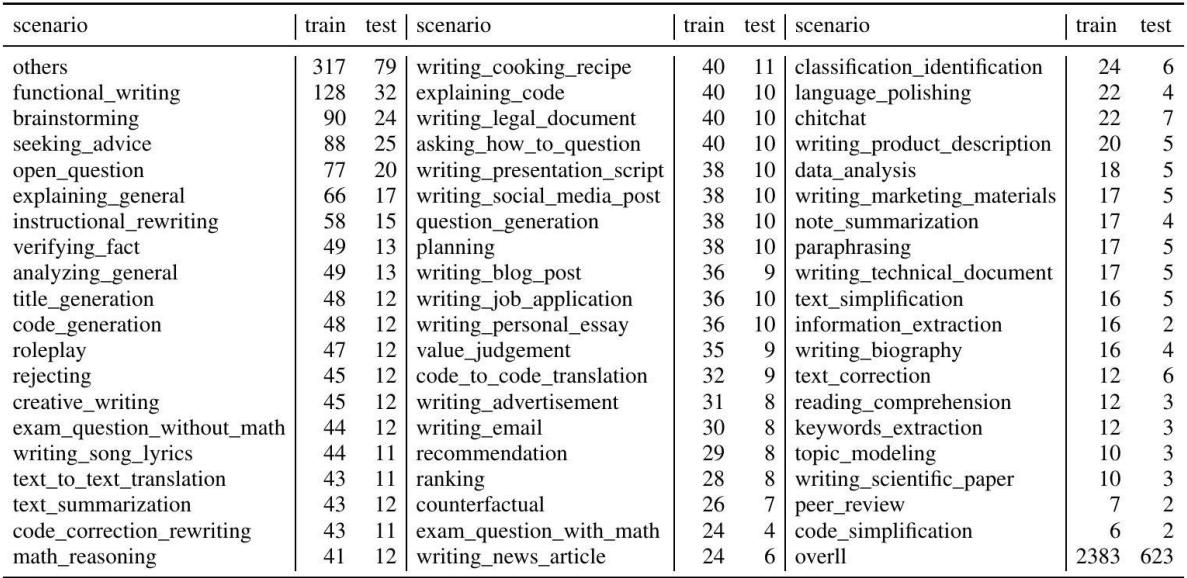 scenario train test scenario train test scenario train test
others 317 79 writing_cooking_recipe 40 11 classification_identification 24 6
functional_writing 128 32 explaining_code 40 10 language_polishing 22 4
brainstorming 90 24 writing_legal_document 40 10 chitchat 22 7
seeking_advice 88 25 asking_how_to_question 40 10 writing_product_description 20 5
open_question 77 20 writing_presentation_script 38 10 data_analysis 18 5
explaining_general 66 17 writing_social_media_post 38 10 writing_marketing_materials 17 5
instructional_rewriting 58 15 question_generation 38 10 note_summarization 17 4
verifying_fact 49 13 planning 38 10 paraphrasing 17 5
analyzing_general 49 13 writing_blog_post 36 9 writing_technical_document 17 5
title_generation 48 12 writing_job_application 36 10 text_simplification 16 5
code_generation 48 12 writing_personal_essay 36 10 information_extraction 16 2
roleplay 47 12 value_judgement 35 9 writing_biography 16 4
rejecting 45 12 code_to_code_translation 32 9 text_correction 12 6
creative_writing 45 12 writing_advertisement 31 8 reading_comprehension 12 3
exam_question_without_math 44 12 writing_email 30 8 keywords_extraction 12 3
writing_song_lyrics 44 11 recommendation 29 8 topic_modeling 10 3
text_to_text_translation 43 11 ranking 28 8 writing_scientific_paper 10 3
text_summarization 43 12 counterfactual 26 7 peer_review 7 2
code_correction_rewriting 43 11 exam_question_with_math 24 4 code_simplification 6 2
math_reasoning 41 12 writing_news_article 24 6 overll 2383 623